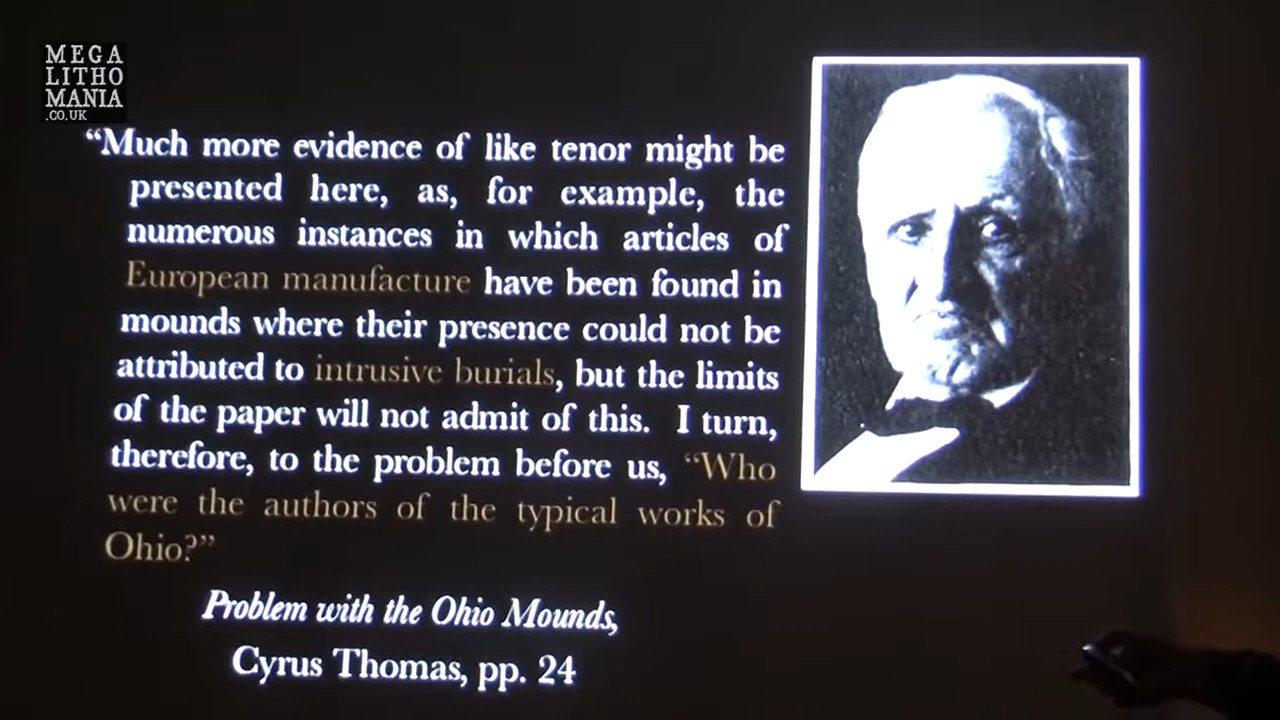 MEGA
LITHO
MANIA
.CO.UK
“Much more evidence of like tenor might be
presented here, as, for example, the
numerous instances in which articles of
European manufacture have been found in
mounds where their presence could not be
attributed to intrusive burials, but the limits
of the paper will not admit of this. I turn,
therefore, to the problem before us, “Who
were the authors of the typical works of
Ohio?”
Problem with the Ohio Mounds,
Cyrus Thomas, pp. 24